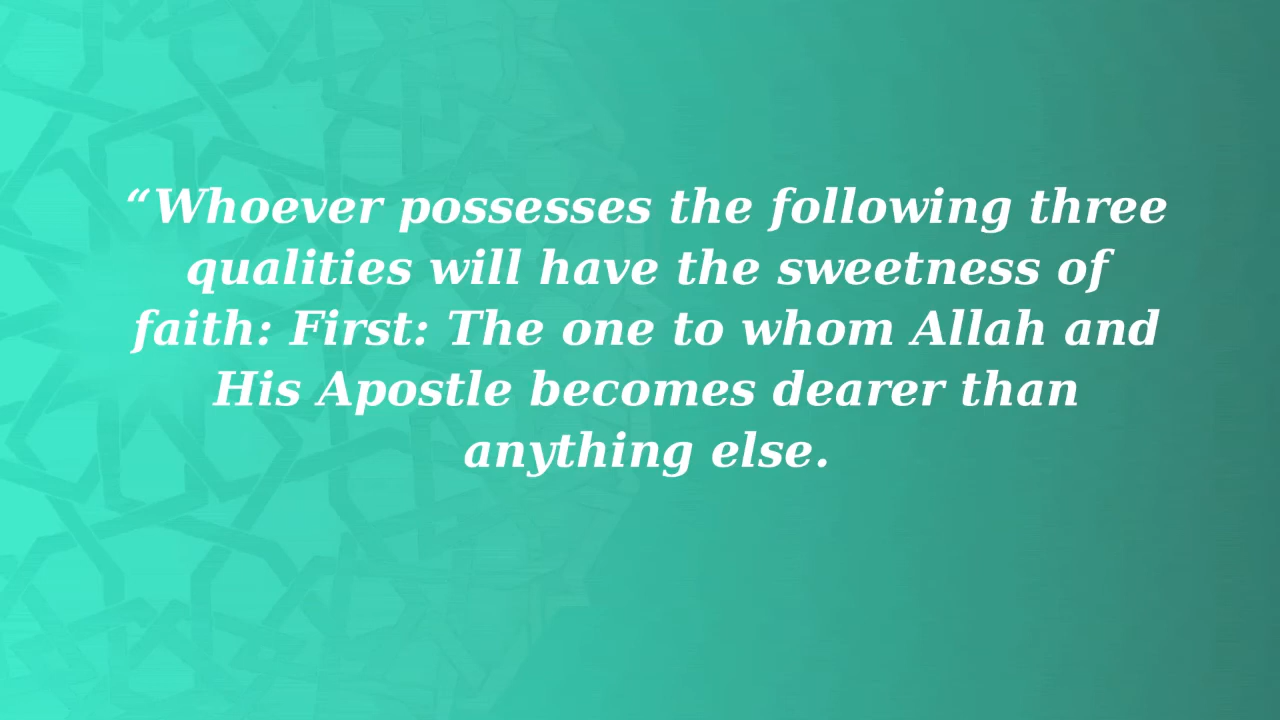 “Whoever possesses the following three
qualities will have the sweetness of
faith: First: The one to whom Allah and
His Apostle becomes dearer than
anything else.